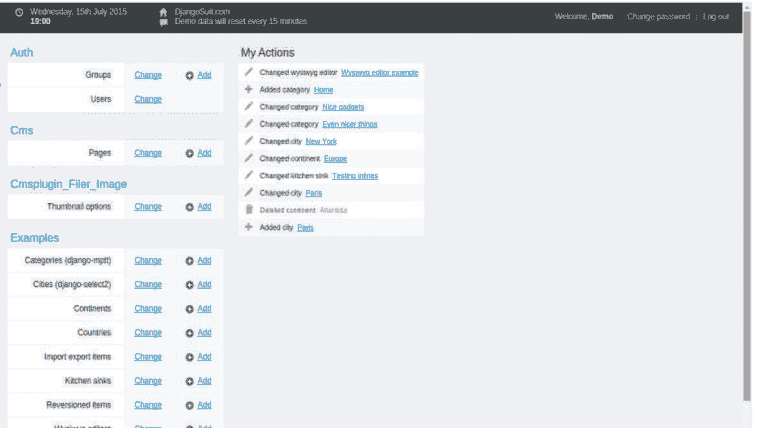 Wednesday, 15th July 2015
19:00
DjangoSuit.com
Demo data will reset every 15 minutes
Welcome, Demo Change password | Log out
Auth
Groups Change Add
Users Change
Cms
Pages Change Add
Cmsplugin_Filer_Image
Thumbnail options Change Add
Examples
Categories (django-mptt) Change Add
Cities (django-select2) Change Add
Continents Change Add
Countries Change Add
Import export items Change Add
Kitchen sinks Change Add
Reversioned items Change Add
My Actions
Changed wysiwyg editor Wysiwyg editor example
Added category Home
Changed category Nice gadgets
Changed category Even nicer things
Changed city New York
Changed continent Europe
Changed kitchen sink Testing inlines
Changed city Paris
Deleted continent Atlantida
Added city Paris